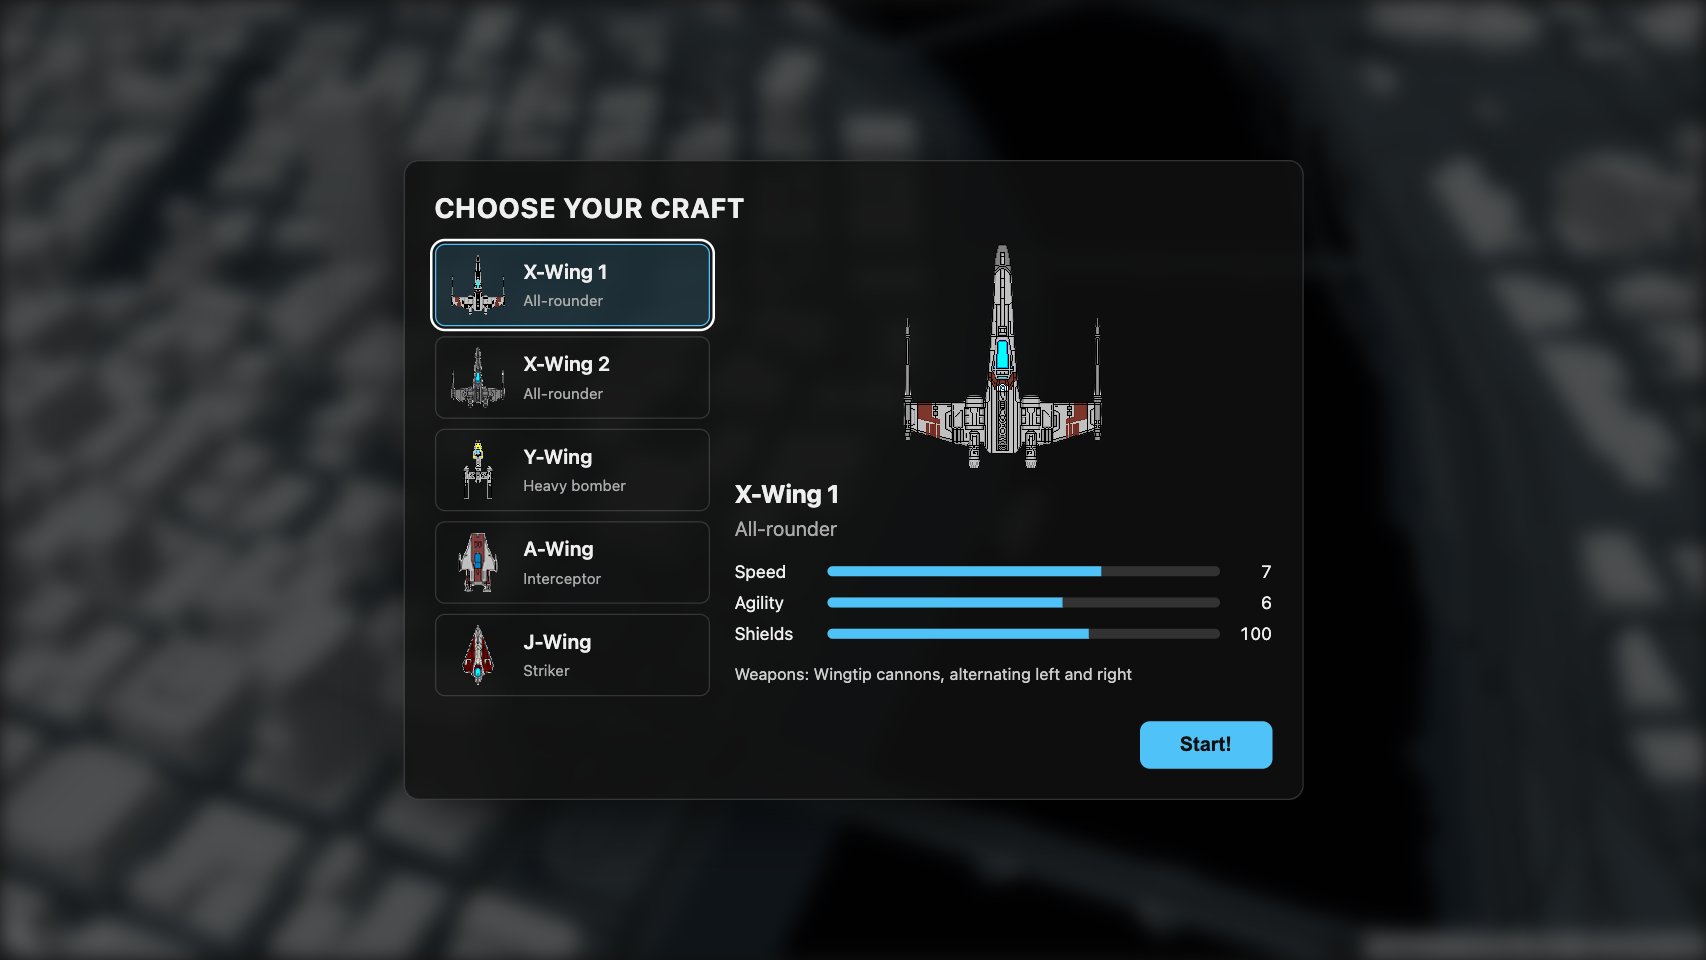 CHOOSE YOUR CRAFT
X-Wing 1
All-rounder
X-Wing 2
All-rounder
Y-Wing
Heavy bomber
A-Wing
Interceptor
J-Wing
Striker
X-Wing 1
All-rounder
Speed 7
Agility 6
Shields 100
Weapons: Wingtip cannons, alternating left and right
Start!